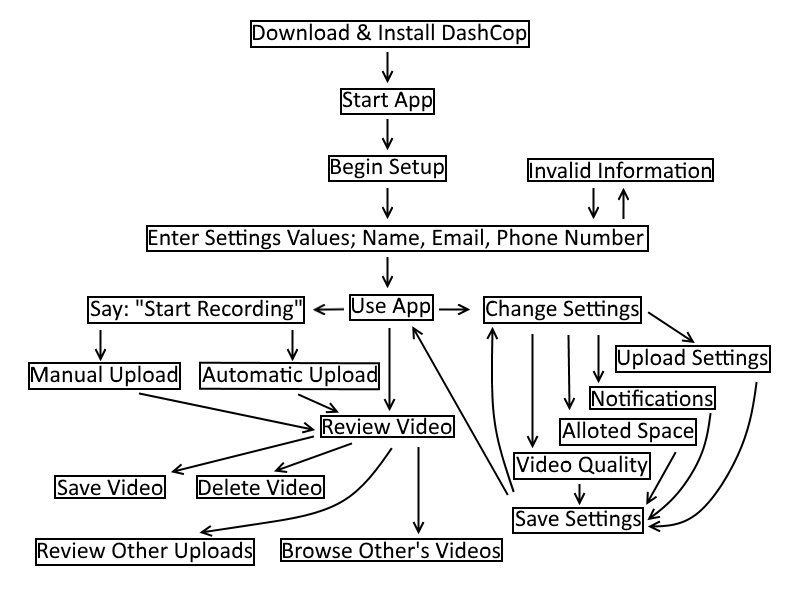 Download & Install DashCop
Start App
Begin Setup
Invalid Information
Enter Settings Values; Name, Email, Phone Number
Say: "Start Recording"
Use App
Change Settings
Manual Upload
Automatic Upload
Upload Settings
Notifications
Review Video
Alloted Space
Video Quality
Save Video
Delete Video
Save Settings
Review Other Uploads
Browse Other's Videos